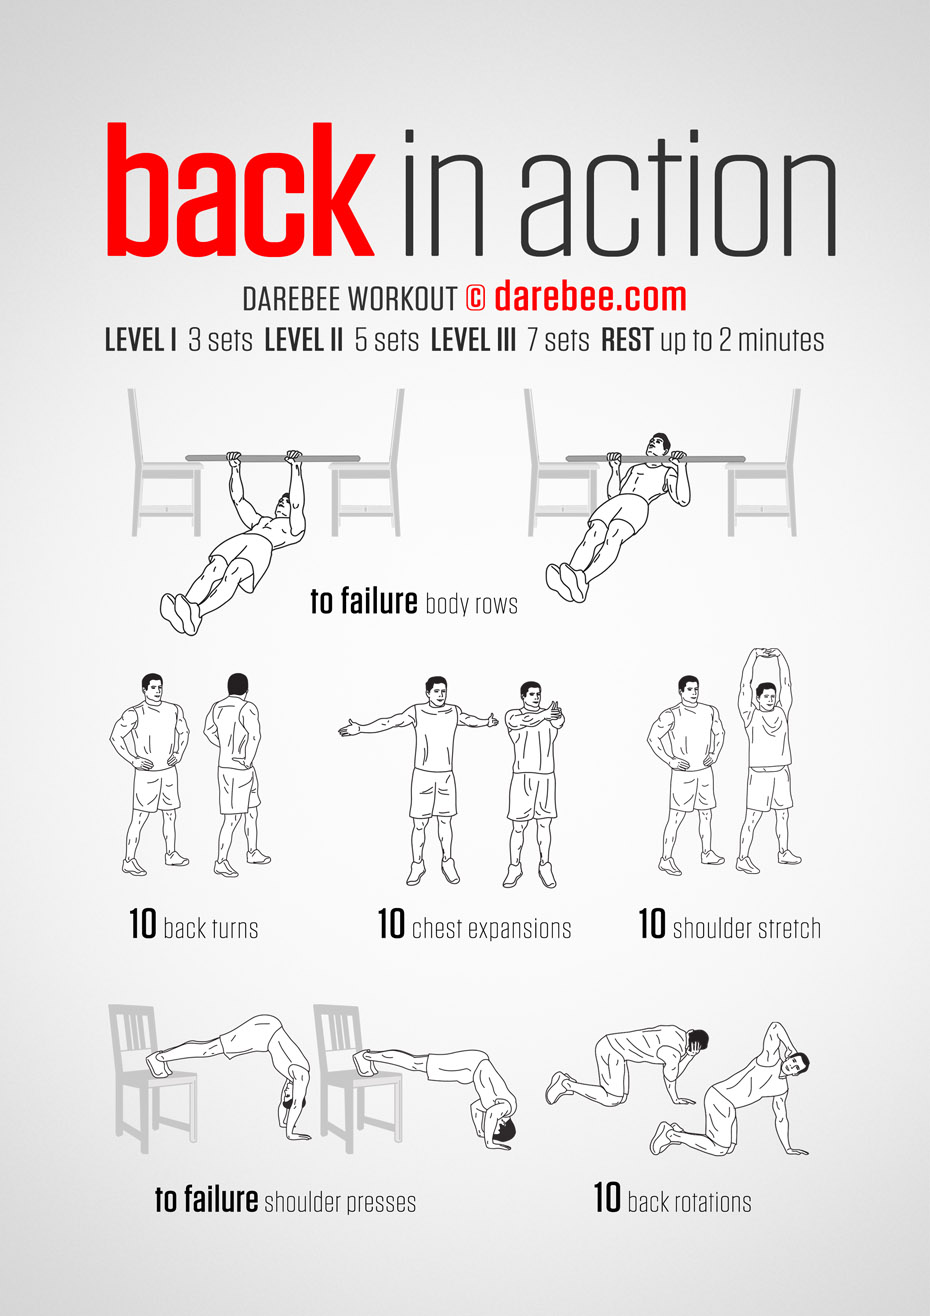 back in action
DAREBEE WORKOUT © darebee.com
LEVEL I 3 sets LEVEL II 5 sets LEVEL III 7 sets REST up to 2 minutes
to failure body rows
10 back turns
10 chest expansions
10 shoulder stretch
to failure shoulder presses
10 back rotations